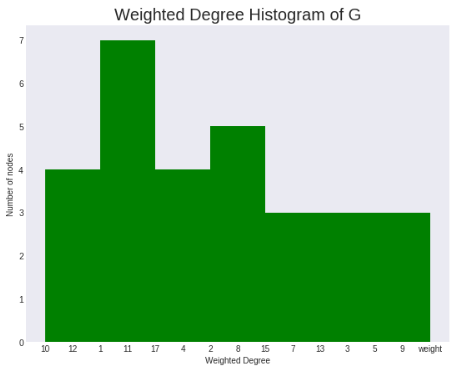 Weighted Degree Histogram of G
7
6
5
4
3
2
1
0
Number of nodes
10 12 1 11 17 4 2 8 15 7 13 3 5 9 weight
Weighted Degree